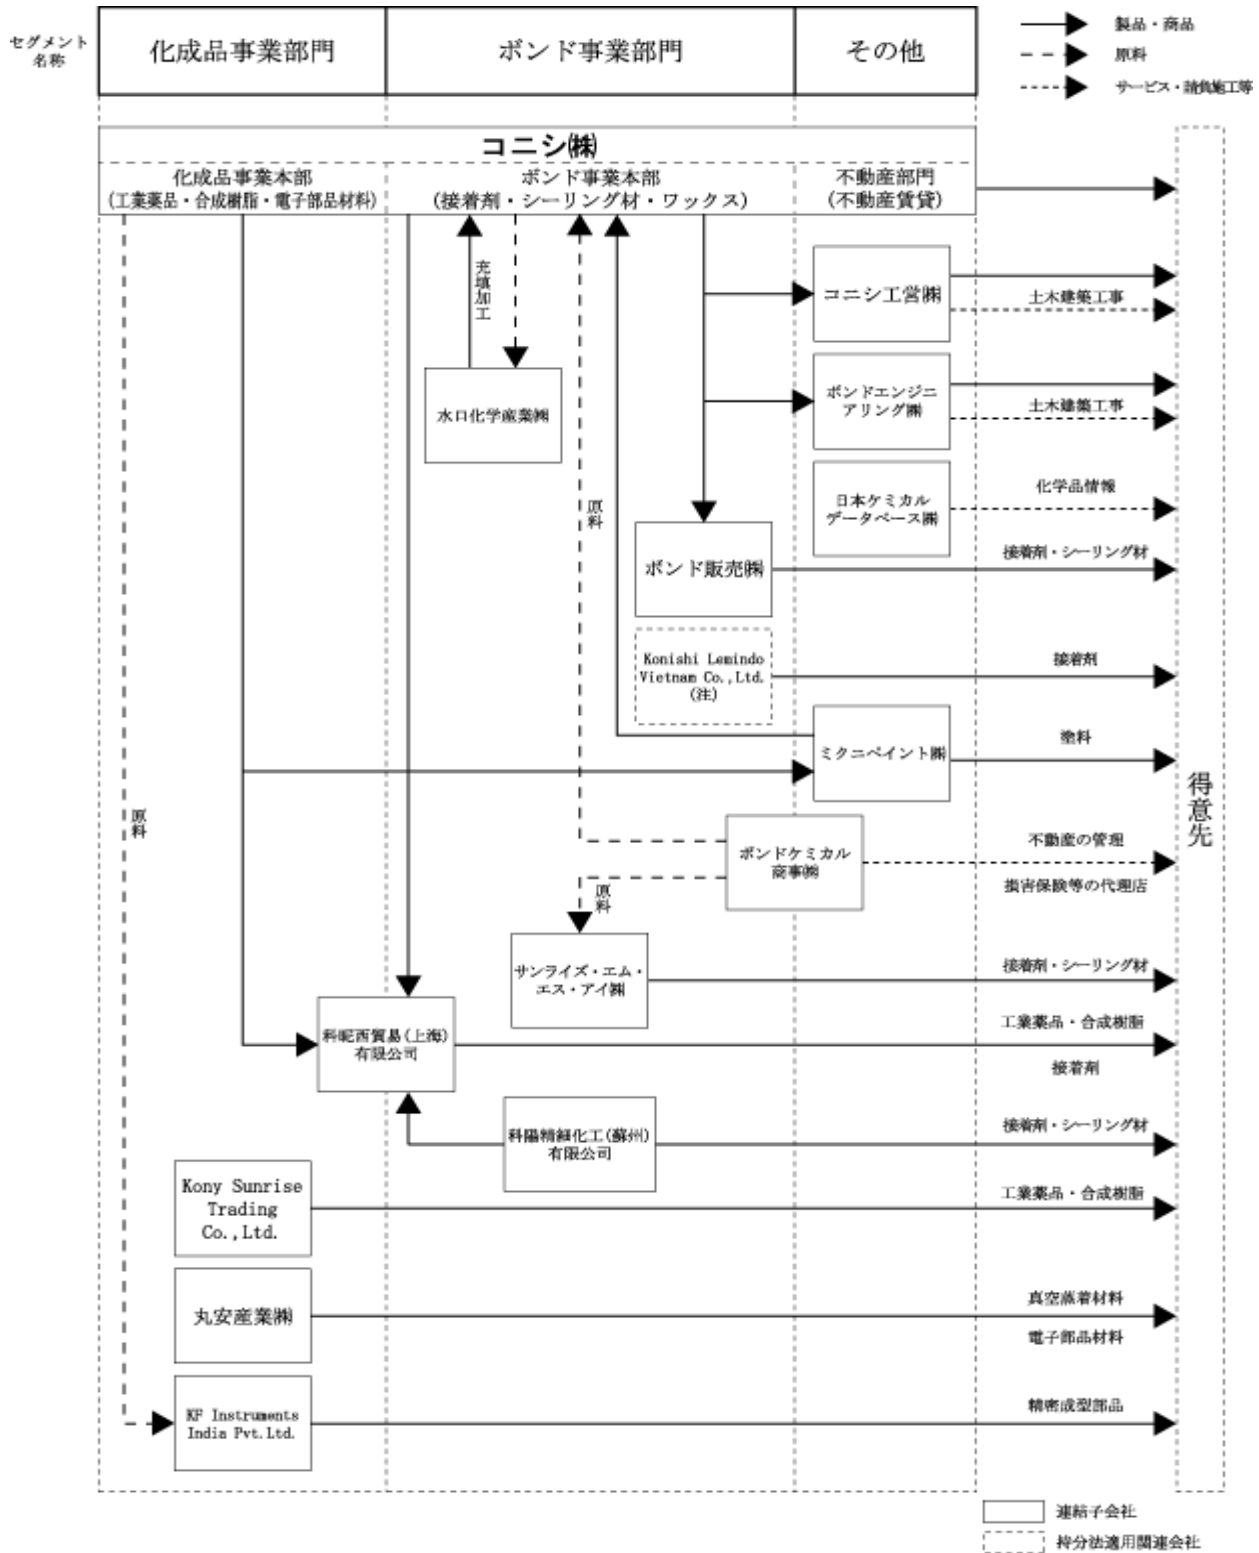 セグメント
名称
化成品事業部門
ボンド事業部門
その他
製品・商品
原料
サービス・請負施工等
コニシ㈱
化成品事業本部
(工業薬品・合成樹脂・電子部品材料)
ボンド事業本部
(接着剤・シーリング材・ワックス)
不動産部門
(不動産賃貸)
充填加工
コニシ工営㈱
土木建築工事
水口化学産業㈱
ボンドエンジニ
アリング㈱
土木建築工事
日本ケミカル
データベース㈱
化学品情報
原料
ボンド販売㈱
接着剤・シーリング材
Konishi Lemindo
Vietnam Co.,Ltd.
(注)
接着剤
ミクニペイント㈱
塗料
原料
得意先
ボンドケミカル
商事㈱
不動産の管理
損害保険等の代理店
原料
サンライズ・エム・
エス・アイ㈱
接着剤・シーリング材
科昵西貿易(上海)
有限公司
工業薬品・合成樹脂
接着剤
科陽精細化工(蘇州)
有限公司
接着剤・シーリング材
Kony Sunrise
Trading
Co.,Ltd.
工業薬品・合成樹脂
丸安産業㈱
真空蒸着材料
電子部品材料
KF Instruments
India Pvt.Ltd.
精密成型部品
連結子会社
持分法適用関連会社